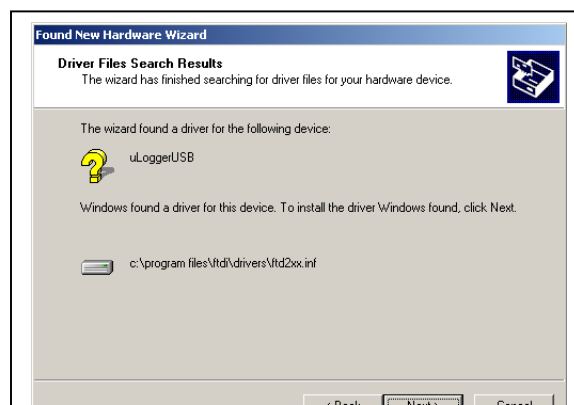 Found New Hardware Wizard
Driver Files Search Results
The wizard has finished searching for driver files for your hardware device.
The wizard found a driver for the following device:
uLoggerUSB
Windows found a driver for this device. To install the driver Windows found, click Next.
c:\program files\ftdi\drivers\ftd2xx.inf
< Back Next > Cancel